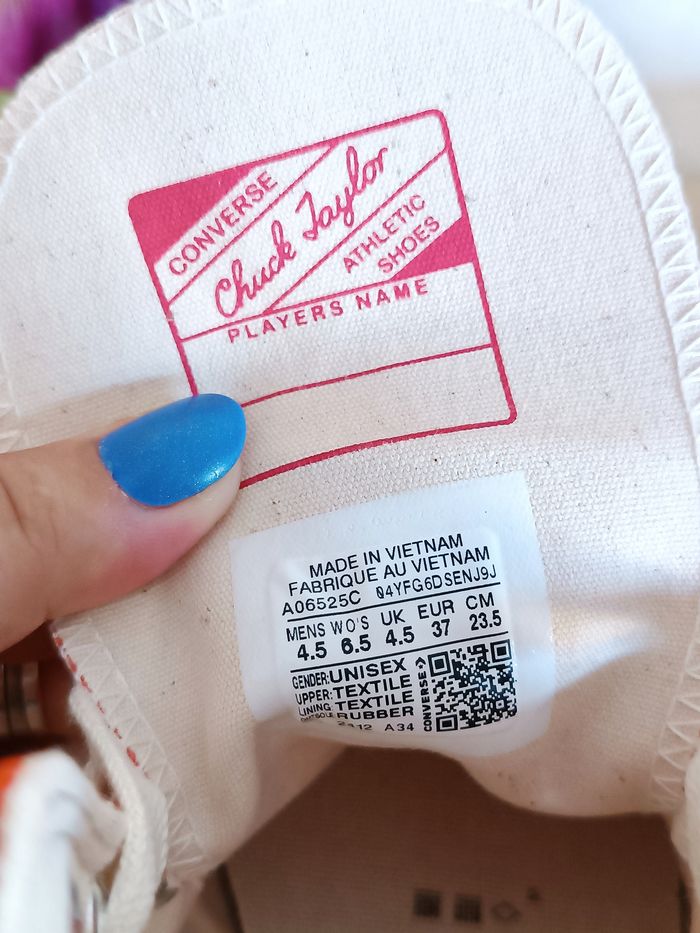 CONVERSE
Chuck Taylor
ATHLETIC
SHOES
PLAYERS NAME
MADE IN VIETNAM
FABRIQUE AU VIETNAM
A06525C 04YFG6DSENJ9J
MENS WO'S UK EUR CM
4.5 6.5 4.5 37 23.5
GENDER:UNISEX
UPPER:TEXTILE
LINING TEXTILE
OUTSOLE RUBBER
2412 A34
CONVERSE